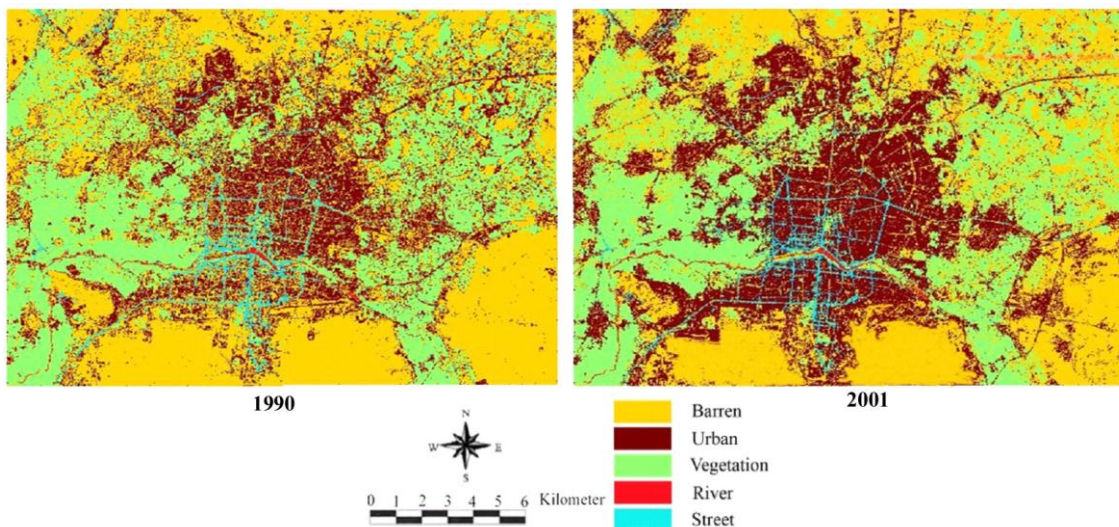 1990
2001
N
W E
S
0 1 2 3 4 5 6 Kilometer
Barren
Urban
Vegetation
River
Street